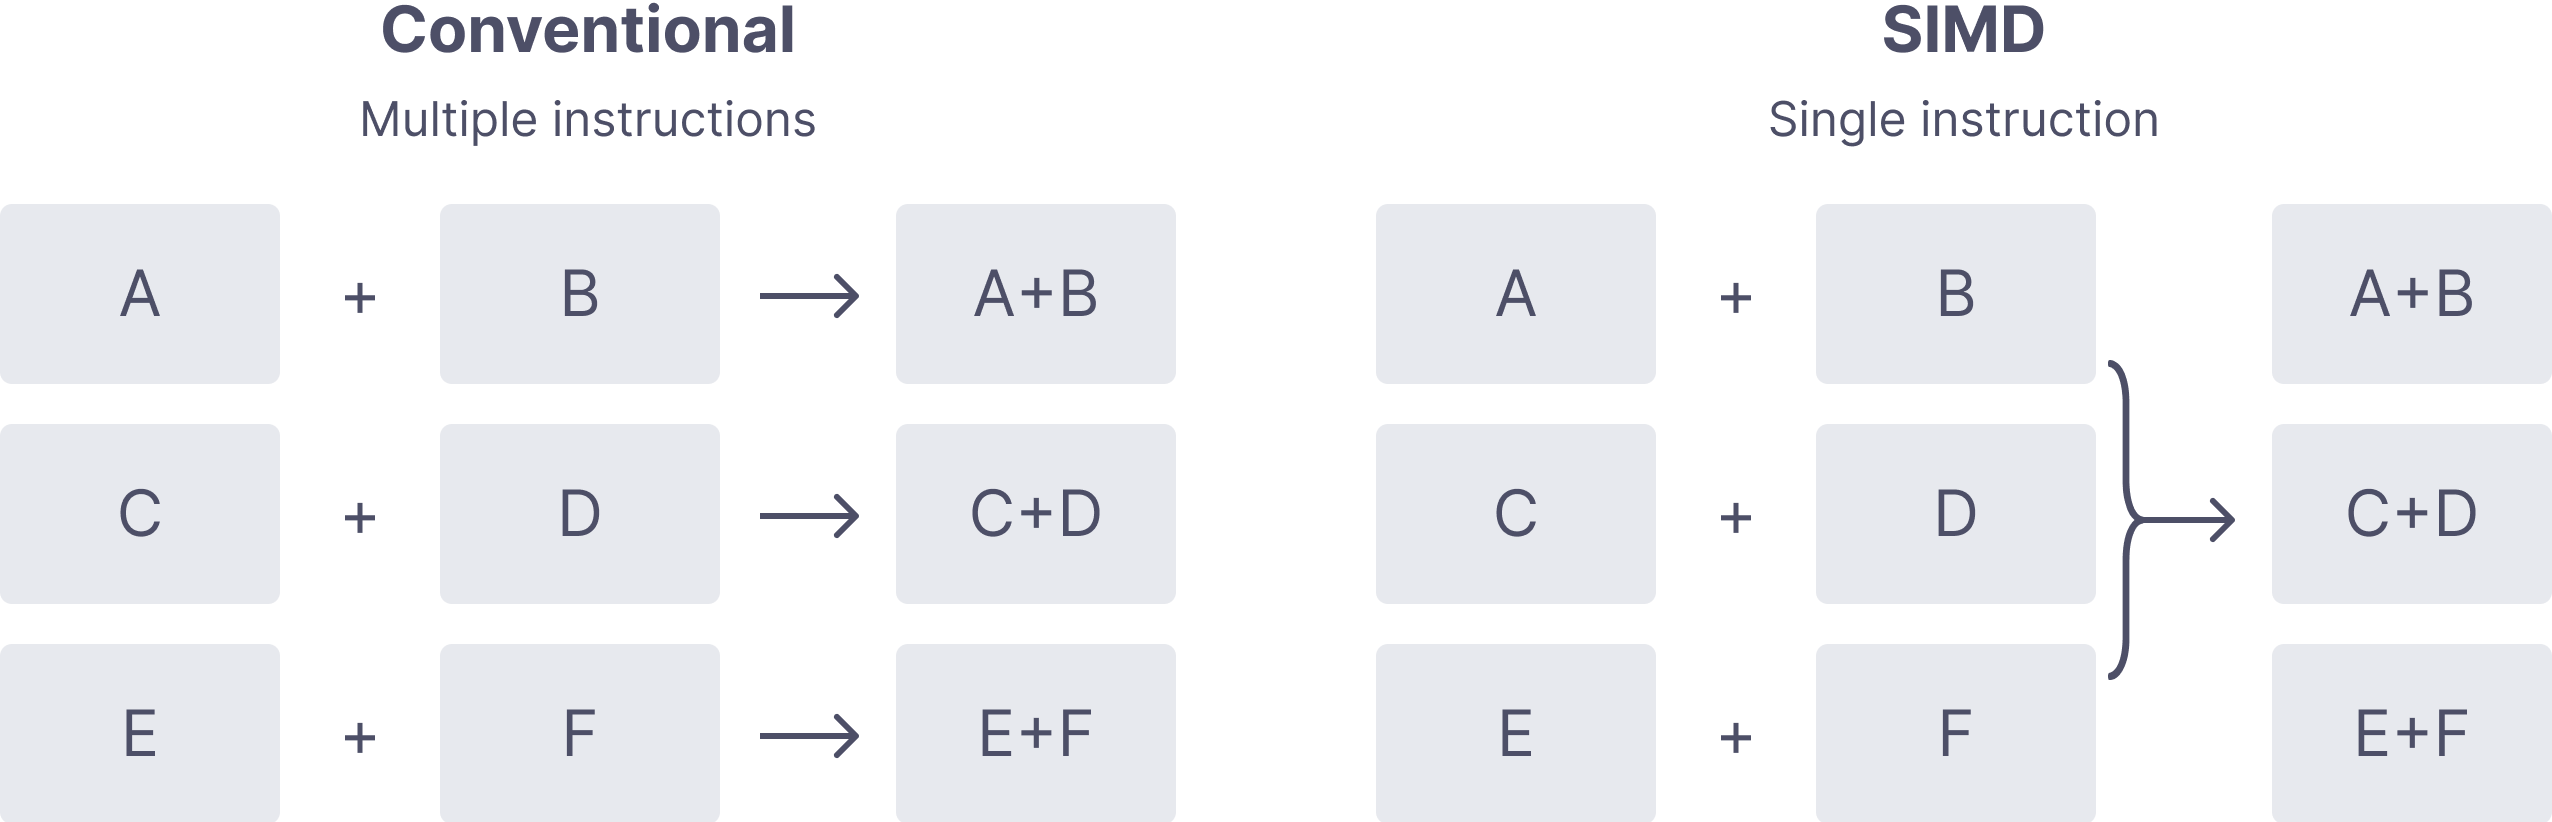 Conventional
Multiple instructions
A + B → A+B
C + D → C+D
E + F → E+F
SIMD
Single instruction
A + B A+B
C + D → C+D
E + F E+F